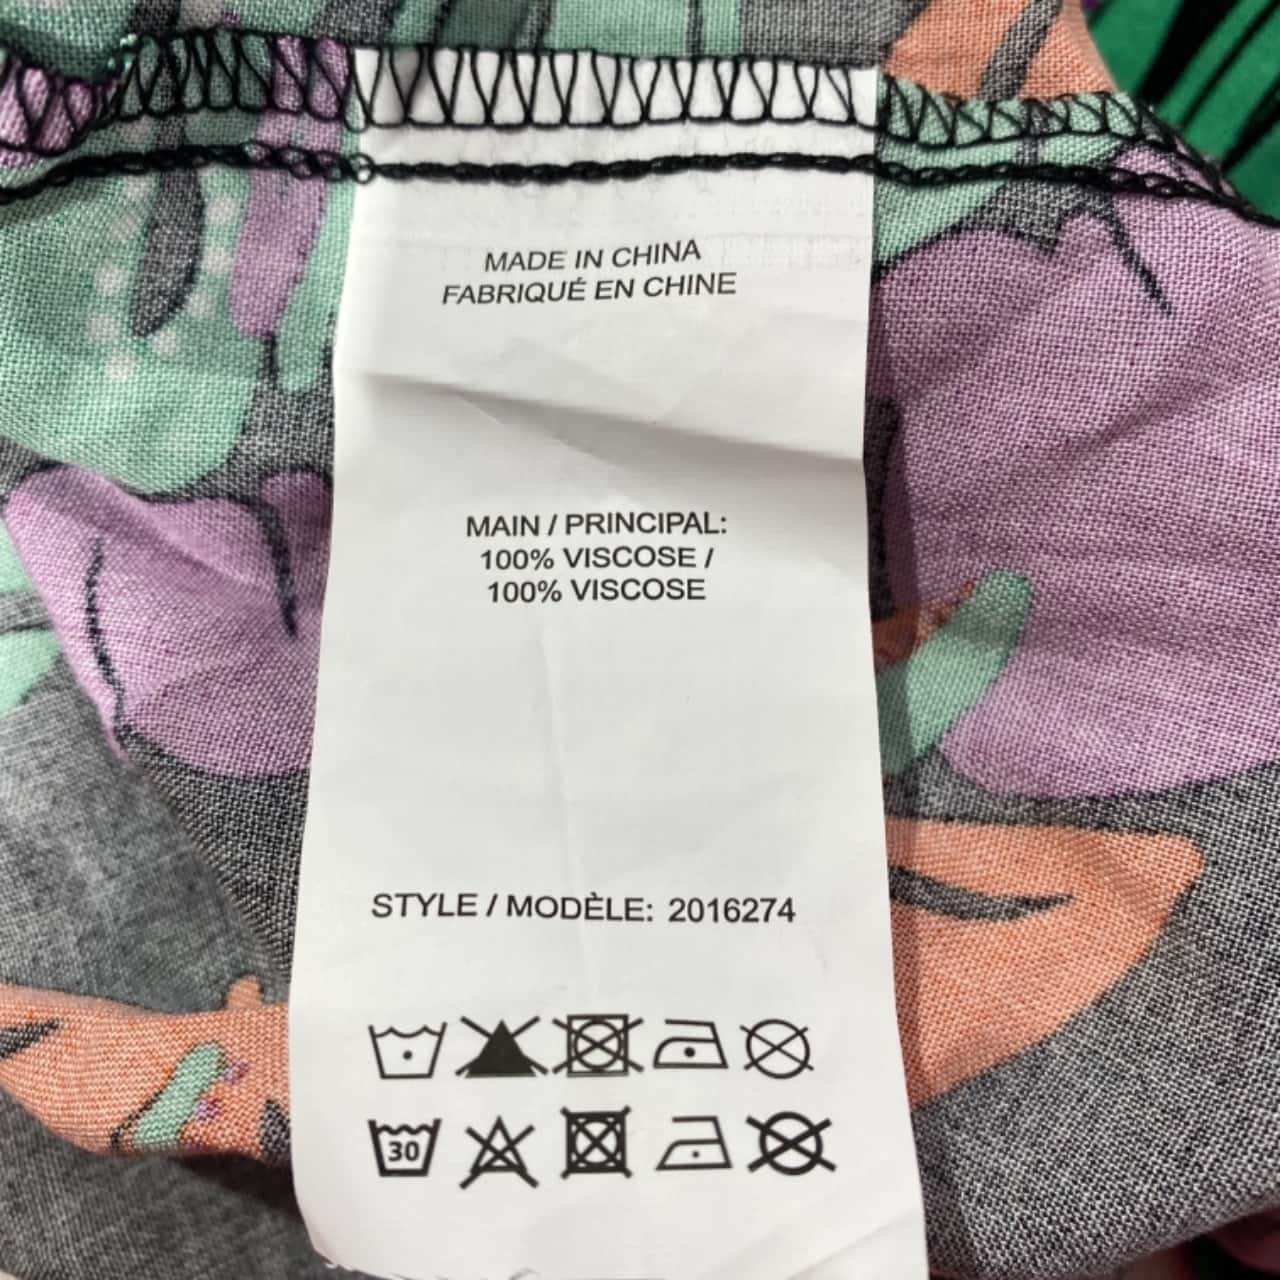 MADE IN CHINA
FABRIQUÉ EN CHINE
MAIN / PRINCIPAL:
100% VISCOSE /
100% VISCOSE
STYLE / MODÈLE: 2016274
30